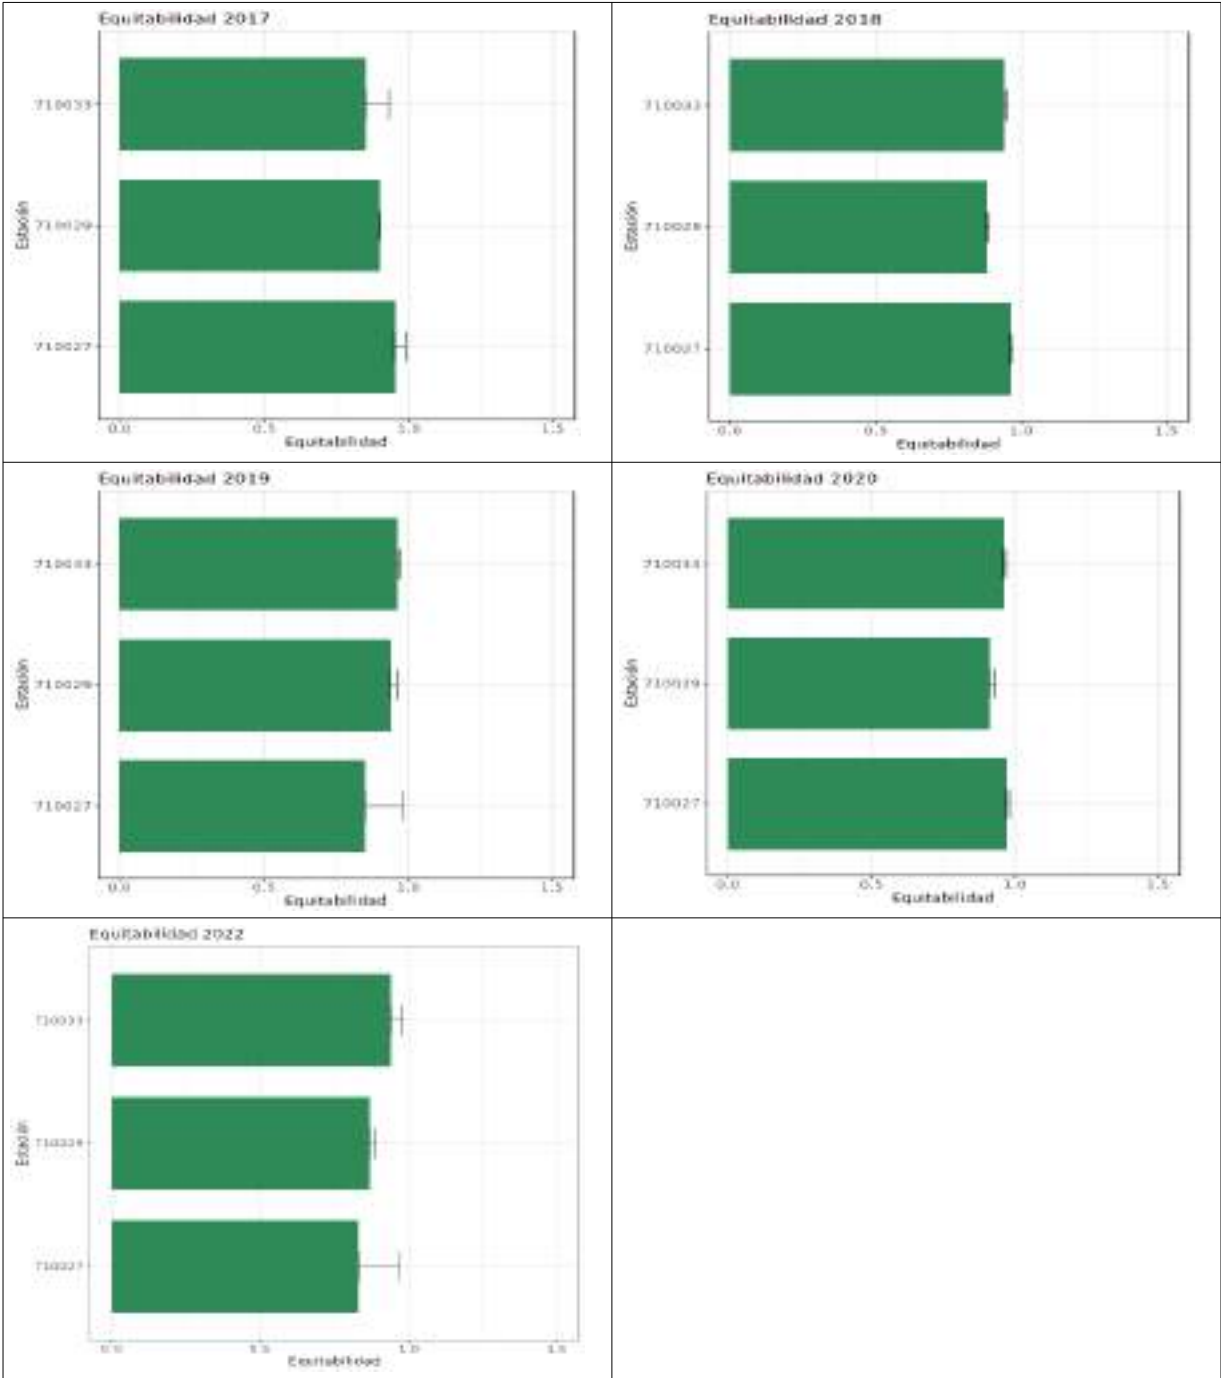 Equitabilidad 2017
Estación
710033
710029
710027
0.0 0.5 1.0 1.5
Equitabilidad
Equitabilidad 2018
Estación
710033
710029
710027
0.0 0.5 1.0 1.5
Equitabilidad
Equitabilidad 2019
Estación
710033
710029
710027
0.0 0.5 1.0 1.5
Equitabilidad
Equitabilidad 2020
Estación
710033
710029
710027
0.0 0.5 1.0 1.5
Equitabilidad
Equitabilidad 2022
Estación
710033
710029
710027
0.0 0.5 1.0 1.5
Equitabilidad